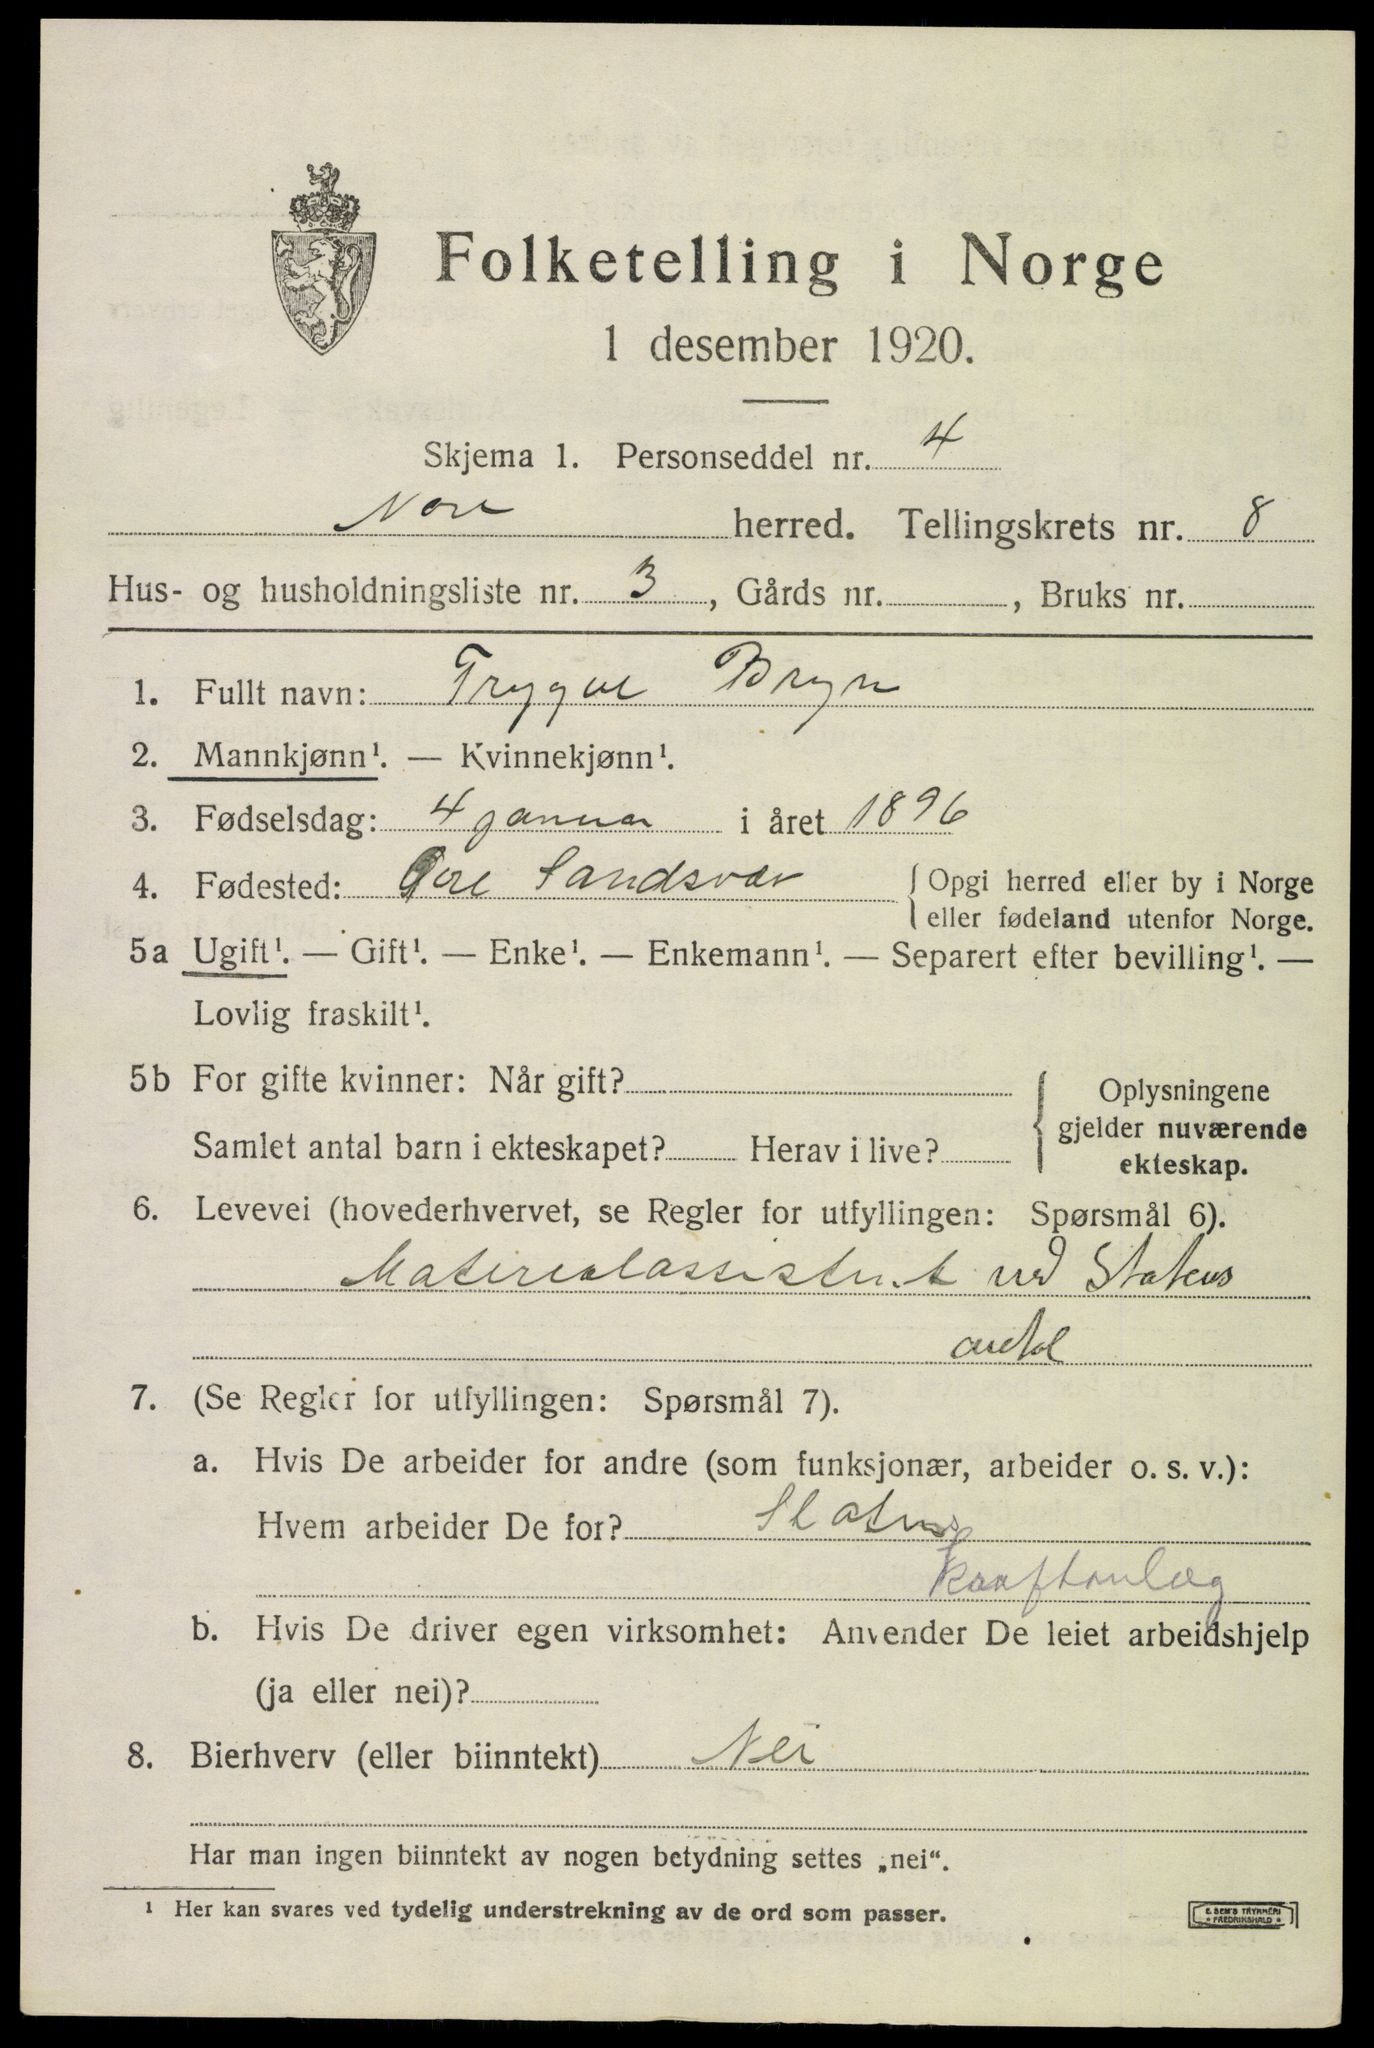 Folketelling i Norge
1 desember 1920.
Skjema 1. Personseddel nr. 4
Nore herred. Tellingskrets nr. 8
Hus- og husholdningsliste nr. 3, Gårds nr. , Bruks nr.
1. Fullt navn: Trygve Bryn
2. Mannkjønn¹. — Kvinnekjønn¹.
3. Fødselsdag: 4 januar i året 1896
4. Fødested: Øvre Sandsvær { Opgi herred eller by i Norge
eller fødeland utenfor Norge.
5a Ugift¹. — Gift¹. — Enke¹. — Enkemann¹. — Separert efter bevilling¹. —
Lovlig fraskilt¹.
5b For gifte kvinner: Når gift?
Samlet antal barn i ekteskapet? Herav i live?
{ Oplysningene
gjelder nuværende
ekteskap.
6. Levevei (hovederhvervet, se Regler for utfyllingen: Spørsmål 6).
Materialassistent ved Statens
7. (Se Regler for utfyllingen: Spørsmål 7).
a. Hvis De arbeider for andre (som funksjonær, arbeider o. s. v.):
Hvem arbeider De for? Statens
kraftanlæg
b. Hvis De driver egen virksomhet: Anvender De leiet arbeidshjelp
(ja eller nei)?
8. Bierhverv (eller biinntekt) Nei
Har man ingen biinntekt av nogen betydning settes „nei“.
¹ Her kan svares ved tydelig understrekning av de ord som passer.
E. SEM'S TRYKKERI
FREDRIKSHALD